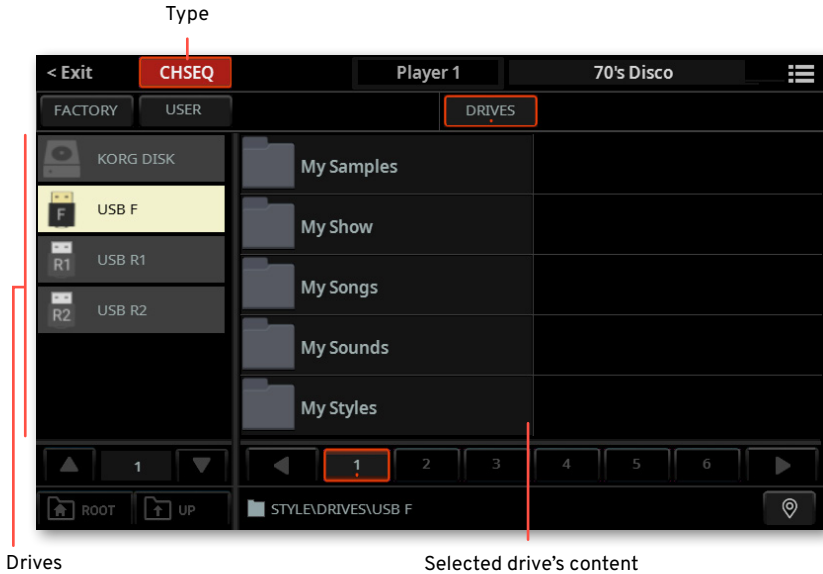 Type
< Exit CHSEQ Player 1 70's Disco
FACTORY USER DRIVES
KORG DISK
F USB F
R1 USB R1
R2 USB R2
My Samples
My Show
My Songs
My Sounds
My Styles
1 1 2 3 4 5 6
ROOT UP STYLE\DRIVES\USB F
Drives Selected drive's content